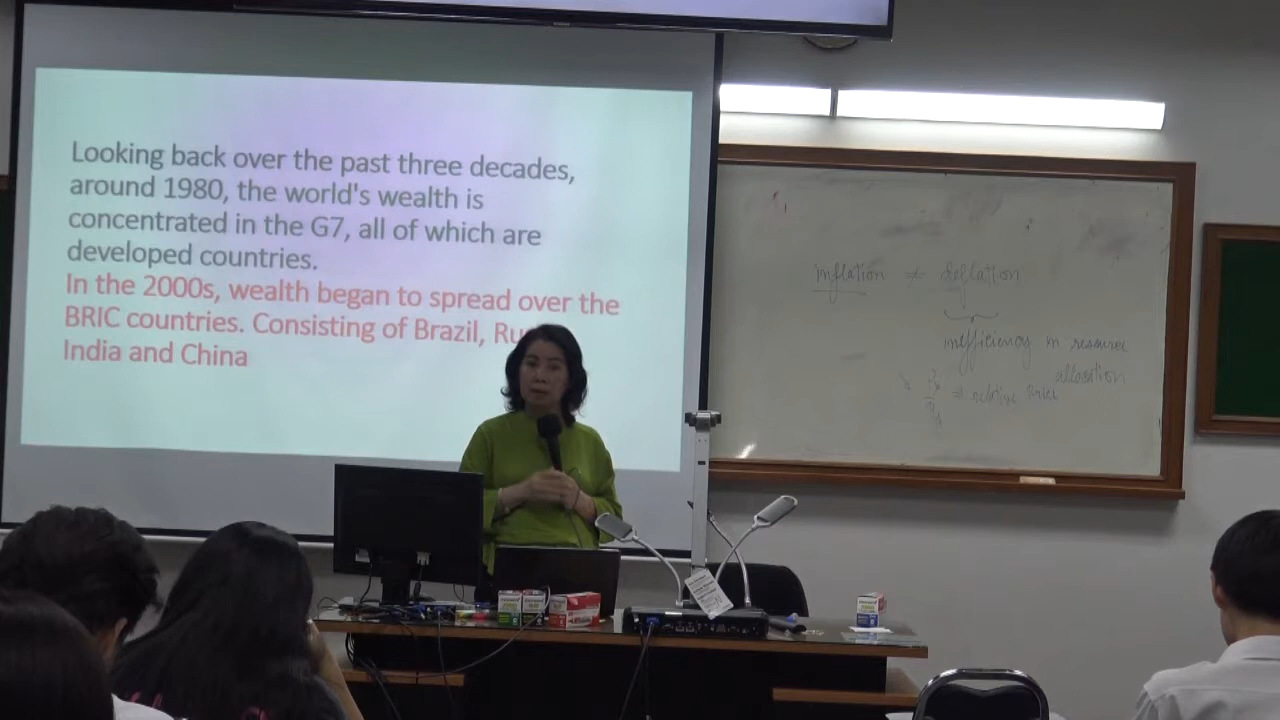 Looking back over the past three decades,
around 1980, the world's wealth is
concentrated in the G7, all of which are
developed countries.
In the 2000s, wealth began to spread over the
BRIC countries. Consisting of Brazil, Ru
India and China
inflation ≠ deflation
inefficiency in resource
allocation
relative